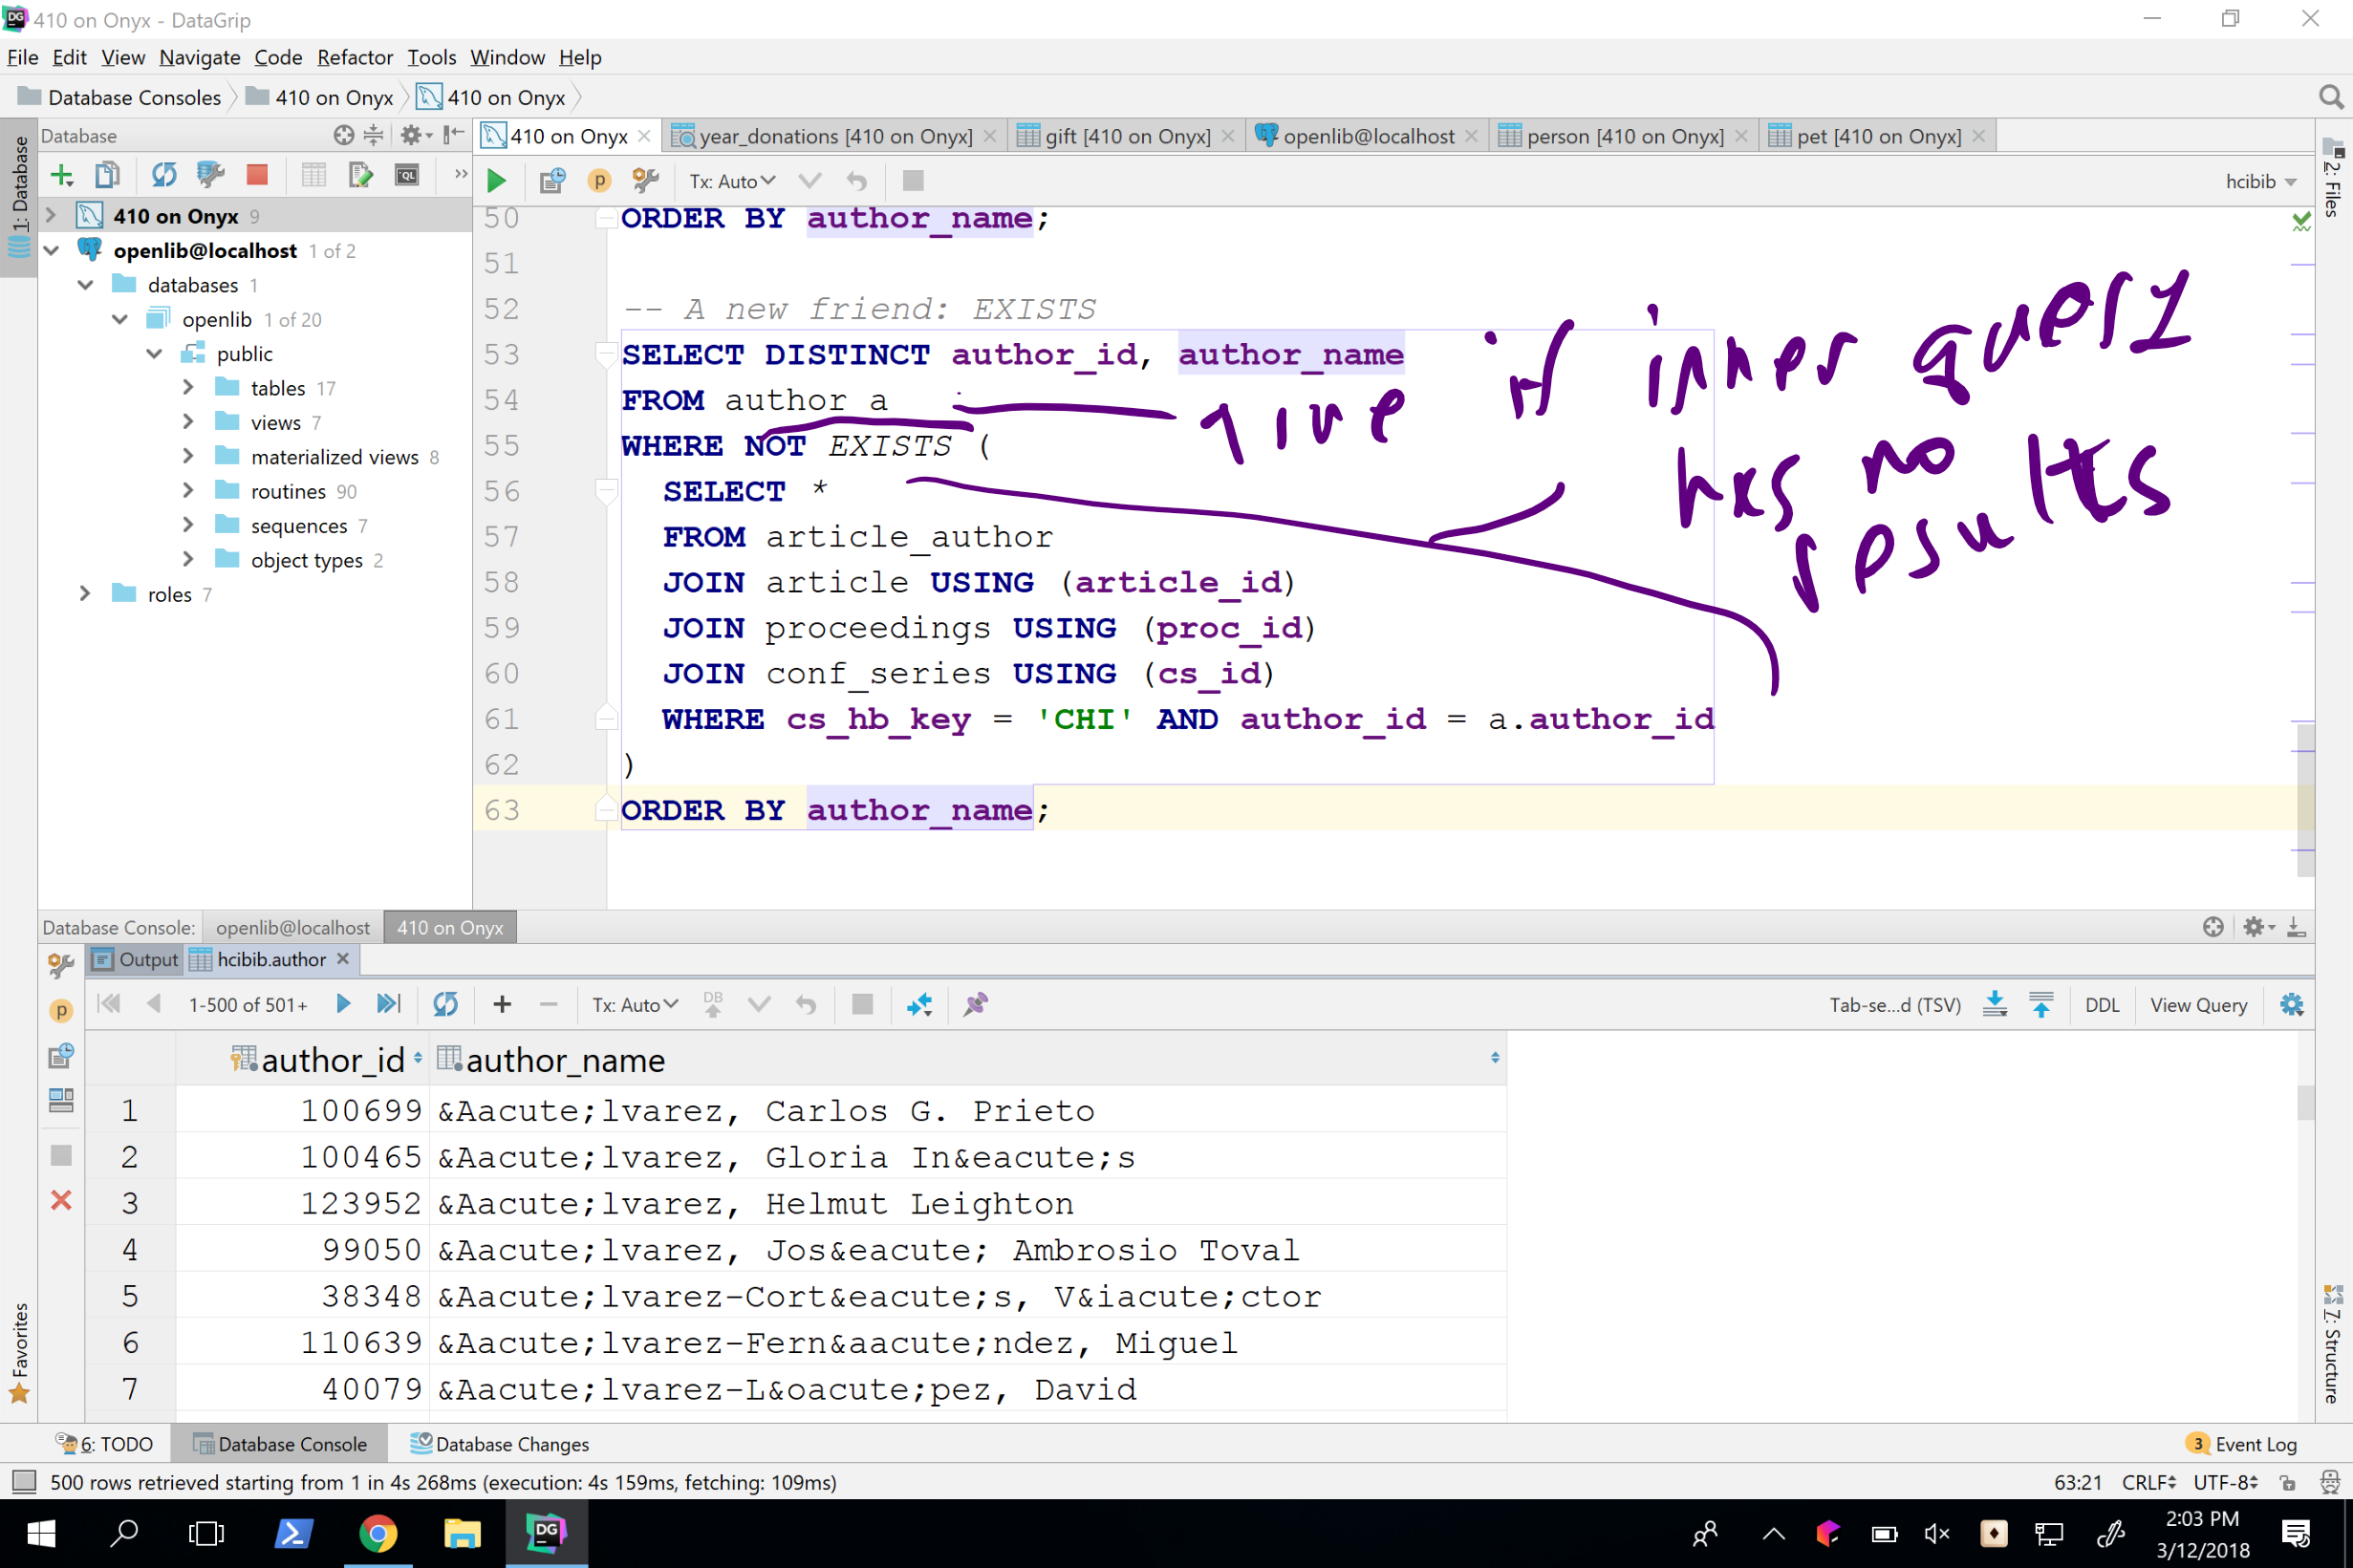 410 on Onyx - DataGrip
File Edit View Navigate Code Refactor Tools Window Help
Database Consoles 410 on Onyx 410 on Onyx
1: Database
Database
410 on Onyx year_donations [410 on Onyx] gift [410 on Onyx] openlib@localhost person [410 on Onyx] pet [410 on Onyx]
Tx: Auto hcibib
2: Files
410 on Onyx 9
openlib@localhost 1 of 2
databases 1
openlib 1 of 20
public
tables 17
views 7
materialized views 8
routines 90
sequences 7
object types 2
roles 7
50 ORDER BY author_name;
51
52 -- A new friend: EXISTS
53 SELECT DISTINCT author_id, author_name
54 FROM author a
55 WHERE NOT EXISTS (
56 SELECT *
57 FROM article_author
58 JOIN article USING (article_id)
59 JOIN proceedings USING (proc_id)
60 JOIN conf_series USING (cs_id)
61 WHERE cs_hb_key = 'CHI' AND author_id = a.author_id
62 )
63 ORDER BY author_name;
true if inner query
has no
results
Database Console: openlib@localhost 410 on Onyx
Output hcibib.author
1-500 of 501+ Tx: Auto DB Tab-se...d (TSV) DDL View Query
author_id author_name
1 100699 &Aacute;lvarez, Carlos G. Prieto
2 100465 &Aacute;lvarez, Gloria In&eacute;s
3 123952 &Aacute;lvarez, Helmut Leighton
4 99050 &Aacute;lvarez, Jos&eacute; Ambrosio Toval
5 38348 &Aacute;lvarez-Cort&eacute;s, V&iacute;ctor
6 110639 &Aacute;lvarez-Fern&aacute;ndez, Miguel
7 40079 &Aacute;lvarez-L&oacute;pez, David
Favorites
7: Structure
6: TODO Database Console Database Changes 3 Event Log
500 rows retrieved starting from 1 in 4s 268ms (execution: 4s 159ms, fetching: 109ms) 63:21 CRLF UTF-8
2:03 PM
3/12/2018